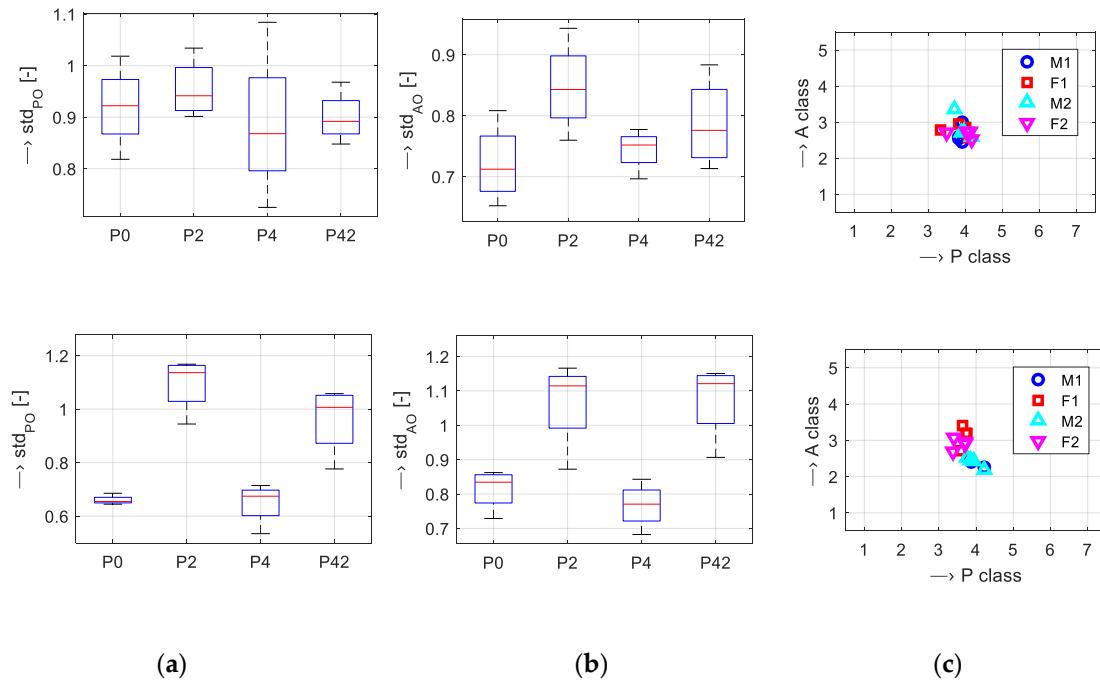 1.1
1
0.9
0.8
—› std_PO [-]
P0 P2 P4 P42
0.9
0.8
0.7
—› std_AO [-]
P0 P2 P4 P42
5
4
3
2
1
—› A class
M1
F1
M2
F2
1 2 3 4 5 6 7
—› P class
1.2
1
0.8
0.6
—› std_PO [-]
P0 P2 P4 P42
1.2
1.1
1
0.9
0.8
0.7
—› std_AO [-]
P0 P2 P4 P42
5
4
3
2
1
—› A class
M1
F1
M2
F2
1 2 3 4 5 6 7
—› P class
(a) (b) (c)